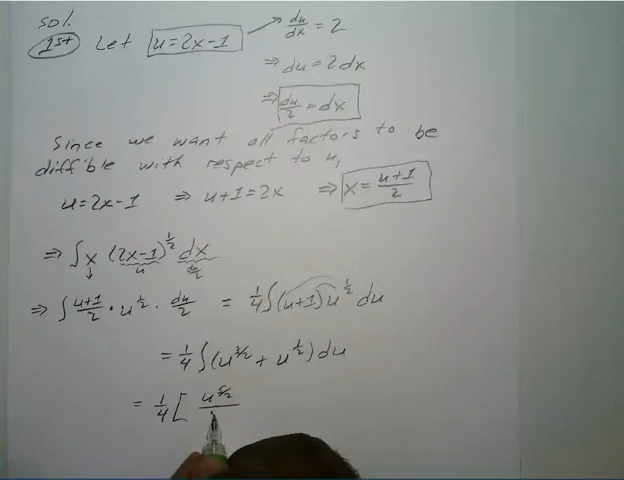 sol.
1st Let u=2x-1 → du/dx = 2
⇒ du = 2dx
⇒ du/2 = dx
Since we want all factors to be
diffible with respect to u,
u=2x-1 ⇒ u+1=2x ⇒ x = u+1/2
⇒ ∫x (2x-1)^1/2 dx
↓ u du/2
⇒ ∫ u+1/2 · u^1/2 · du/2 = 1/4 ∫(u+1)u^1/2 du
= 1/4 ∫(u^3/2 + u^1/2) du
= 1/4 [ u^5/2